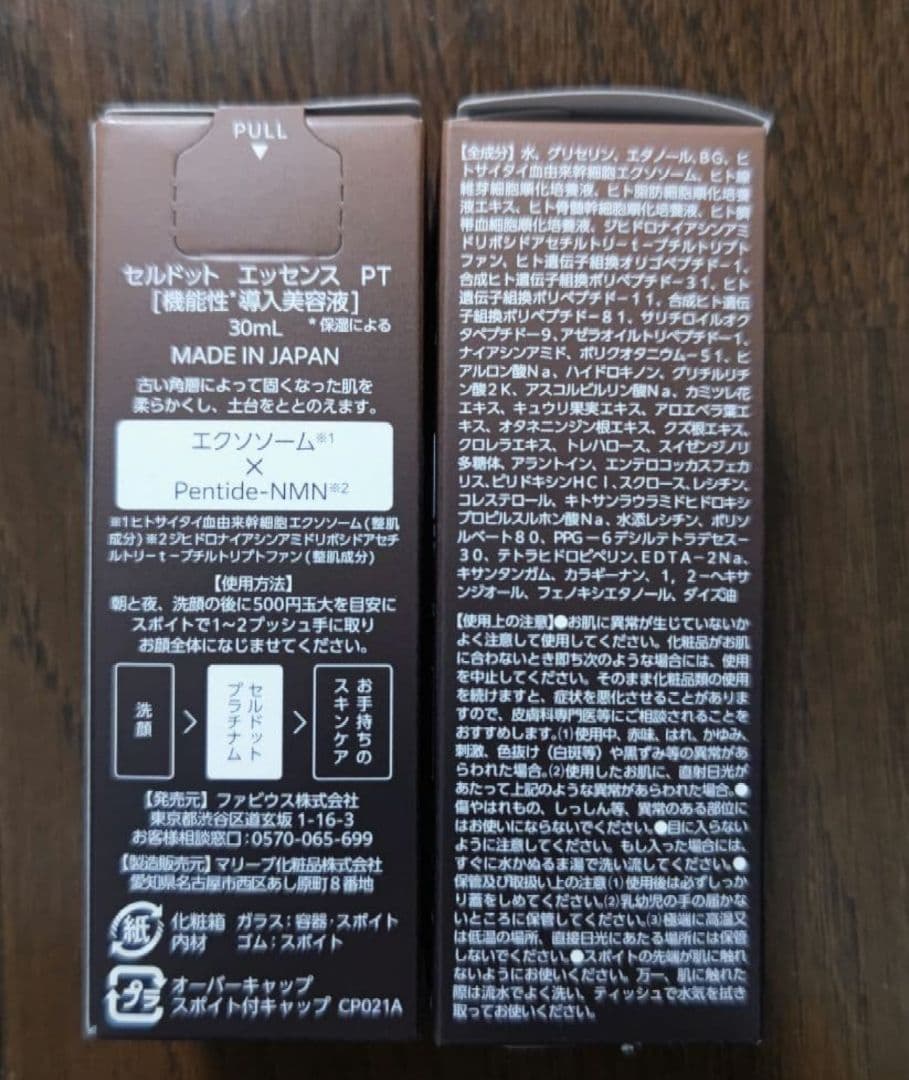 PULL
セルドット エッセンス PT
[機能性*導入美容液]
30mL *保湿による
MADE IN JAPAN
古い角層によって固くなった肌を
柔らかくし、土台をととのえます。
エクソソーム※1
×
Pentide-NMN※2
※1ヒトサイタイ血由来幹細胞エクソソーム(整肌
成分)※2ジヒドロナイアシンアミドリボシドアセチ
ルトリーt-ブチルトリプトファン(整肌成分)
【使用方法】
朝と夜、洗顔の後に500円玉大を目安に
スポイトで1~2プッシュ手に取り
お顔全体になじませてください。
洗顔
セルドット
プラチナム
お手持ちの
スキンケア
【発売元】ファビウス株式会社
東京都渋谷区道玄坂 1-16-3
お客様相談窓口:0570-065-699
【製造販売元】マリーブ化粧品株式会社
愛知県名古屋市西区あし原町8番地
紙 化粧箱 ガラス:容器・スポイト
内材 ゴム:スポイト
プラ オーバーキャップ
スポイト付キャップ CP021A
【全成分】水、グリセリン、エタノール、BG、ヒ
トサイタイ血由来幹細胞エクソソーム、ヒト線
維芽細胞順化培養液、ヒト脂肪細胞順化培養
液エキス、ヒト骨髄幹細胞順化培養液、ヒト臍
帯血細胞順化培養液、ジヒドロナイアシンアミ
ドリボシドアセチルトリーt-ブチルトリプト
ファン、ヒト遺伝子組換オリゴペプチド-1、
合成ヒト遺伝子組換ポリペプチド-31、ヒト
遺伝子組換ポリペプチド-11、合成ヒト遺伝
子組換ポリペプチド-81、サリチロイルオク
タペプチド-9、アゼラオイルトリペプチド-1、
ナイアシンアミド、ポリクオタニウム-51、ヒ
アルロン酸Na、ハイドロキノン、グリチルリチ
ン酸2K、アスコルビルリン酸Na、カミツレ花
エキス、キュウリ果実エキス、アロエベラ葉エ
キス、オタネニンジン根エキス、クズ根エキス、
クロレラエキス、トレハロース、スイゼンジノリ
多糖体、アラントイン、エンテロコッカスフェカ
リス、ピリドキシンHCl、スクロース、レシチン、
コレステロール、キトサンラウラミドヒドロキシ
プロピルスルホン酸Na、水添レシチン、ポリソ
ルベート80、PPG-6デシルテトラデセス-
30、テトラヒドロピペリン、EDTA-2Na、
キサンタンガム、カラギーナン、1,2-ヘキサ
ンジオール、フェノキシエタノール、ダイズ油
【使用上の注意】●お肌に異常が生じていないか
よく注意して使用してください。化粧品がお肌
に合わないとき即ち次のような場合には、使用
を中止してください。そのまま化粧品類の使用
を続けますと、症状を悪化させることがありま
すので、皮膚科専門医等にご相談されることを
おすすめします。(1)使用中、赤味、はれ、かゆみ、
刺激、色抜け(白斑等)や黒ずみ等の異常があ
らわれた場合。(2)使用したお肌に、直射日光が
あたって上記のような異常があらわれた場合。●
傷やはれもの、しっしん等、異常のある部位に
はお使いにならないでください。●目に入らない
ように注意してください。もし入った場合には、
すぐに水かぬるま湯で洗い流してください。●
保管及び取扱い上の注意(1)使用後は必ずしっか
り蓋をしめてください。(2)乳幼児の手の届かな
いところに保管してください。(3)極端に高温又
は低温の場所、直接日光にあたる場所には保管
しないでください。●スポイトの先端が肌に触れ
ないようにお使いください。万一、肌に触れた
際は流水でよく洗い、ティッシュで水気を拭き
取ってお使いください。